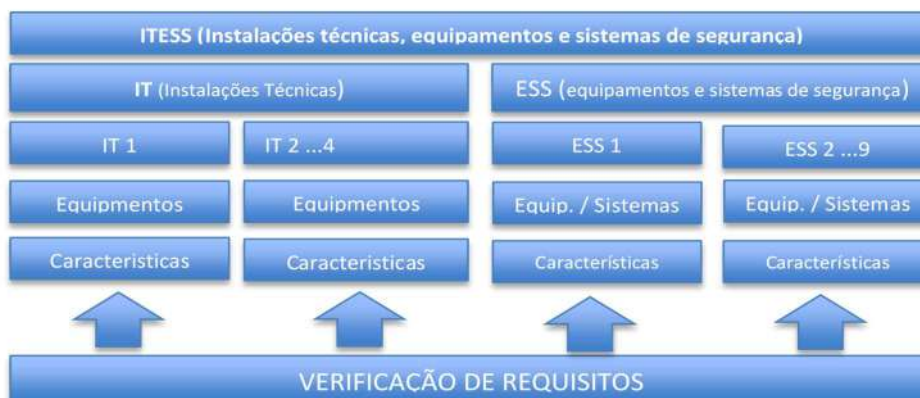 ITESS (Instalações técnicas, equipamentos e sistemas de segurança)
IT (Instalações Técnicas)
ESS (equipamentos e sistemas de segurança)
IT 1
IT 2 ...4
ESS 1
ESS 2 ...9
Equipmentos
Equipmentos
Equip. / Sistemas
Equip. / Sistemas
Caracteristicas
Caracteristicas
Características
Características
VERIFICAÇÃO DE REQUISITOS